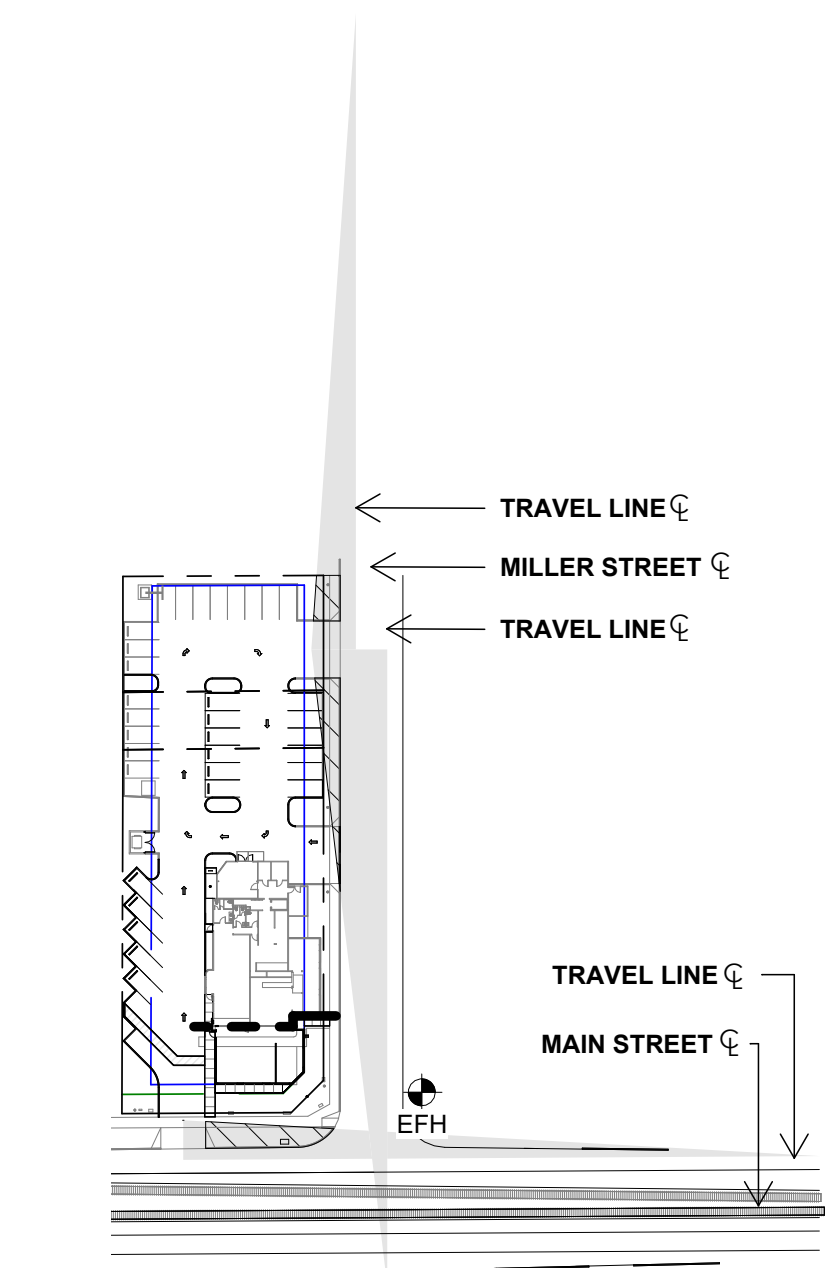 TRAVEL LINE ℄
MILLER STREET ℄
TRAVEL LINE ℄
TRAVEL LINE ℄
MAIN STREET ℄
EFH